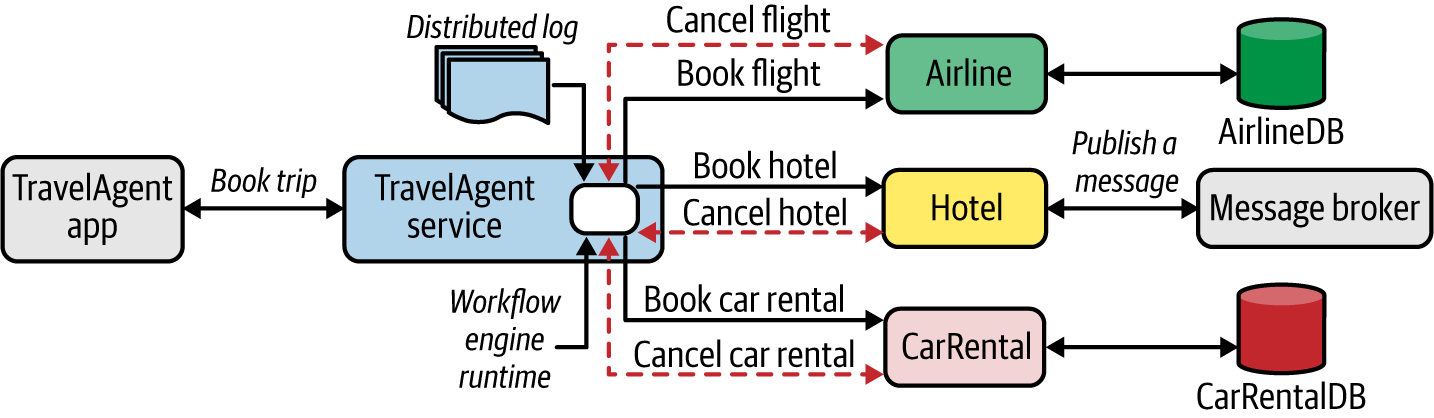 Distributed log
Cancel flight
Book flight
Airline
AirlineDB
TravelAgent
app
Book trip
TravelAgent
service
Book hotel
Cancel hotel
Hotel
Publish a
message
Message broker
Workflow
engine
runtime
Book car rental
Cancel car rental
CarRental
CarRentalDB